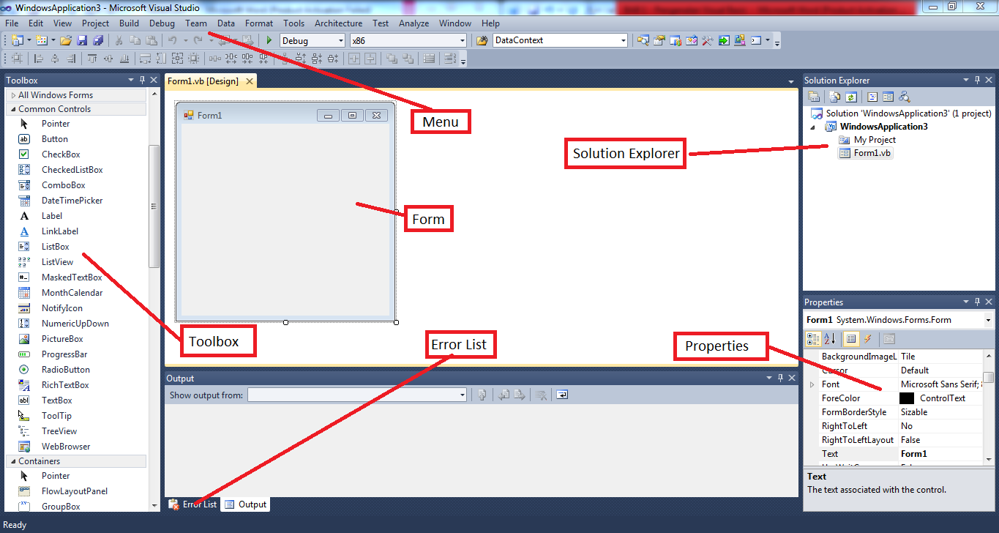 WindowsApplication3 - Microsoft Visual Studio
File Edit View Project Build Debug Team Data Format Tools Architecture Test Analyze Window Help
Debug x86 DataContext
Toolbox
All Windows Forms
Common Controls
Pointer
Button
CheckBox
CheckedListBox
ComboBox
DateTimePicker
Label
LinkLabel
ListBox
ListView
MaskedTextBox
MonthCalendar
NotifyIcon
NumericUpDown
PictureBox
ProgressBar
RadioButton
RichTextBox
TextBox
ToolTip
TreeView
WebBrowser
Containers
Pointer
FlowLayoutPanel
GroupBox
Toolbox
Form1.vb [Design]
Form1
Menu
Form
Solution Explorer
Error List
Properties
Output
Show output from:
Error List Output
Solution Explorer
Solution 'WindowsApplication3' (1 project)
WindowsApplication3
My Project
Form1.vb
Properties
Form1 System.Windows.Forms.Form
BackgroundImageL Tile
Cursor Default
Font Microsoft Sans Serif;
ForeColor ControlText
FormBorderStyle Sizable
RightToLeft No
RightToLeftLayout False
Text Form1
Text
The text associated with the control.
Ready